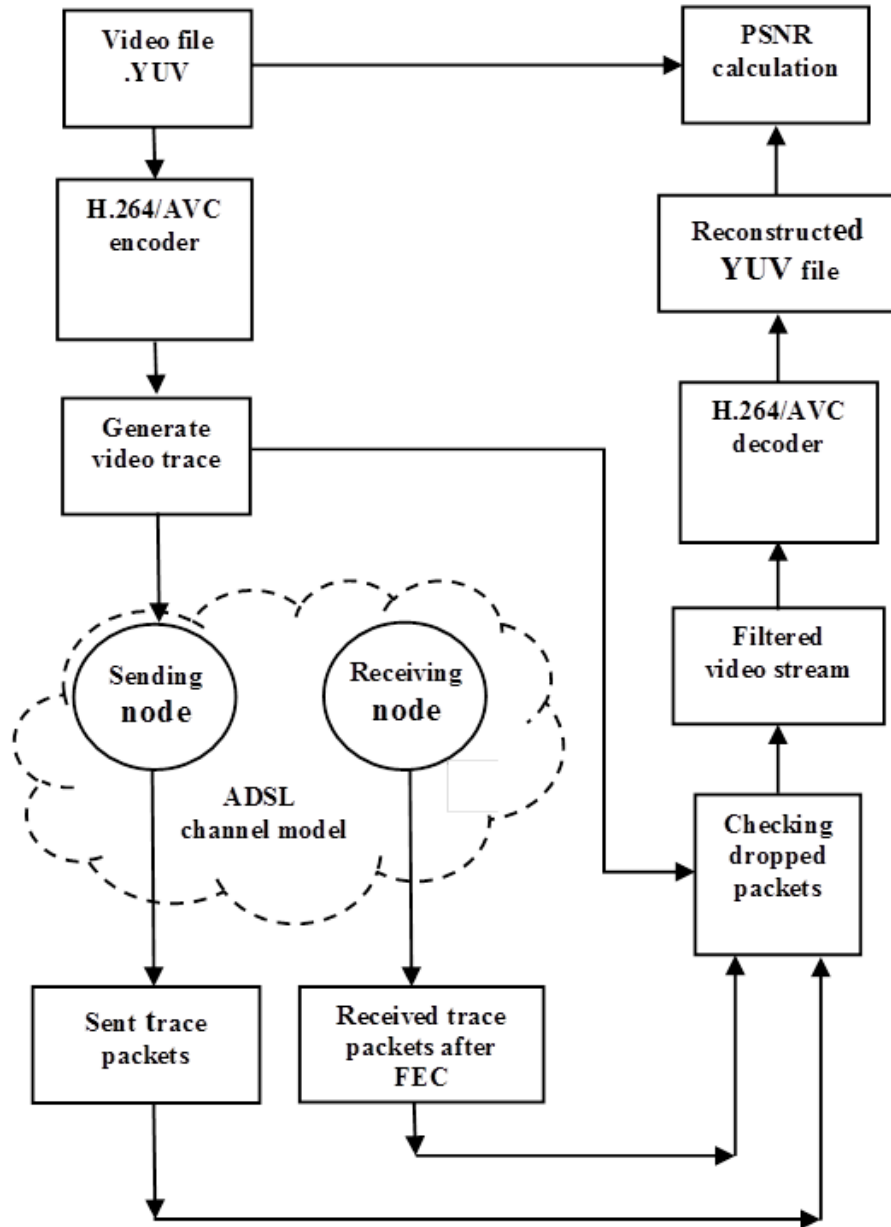 Video file
.YUV
PSNR
calculation
H.264/AVC
encoder
Reconstructed
YUV file
Generate
video trace
H.264/AVC
decoder
Sending
node
Receiving
node
Filtered
video stream
ADSL
channel model
Checking
dropped
packets
Sent trace
packets
Received trace
packets after
FEC